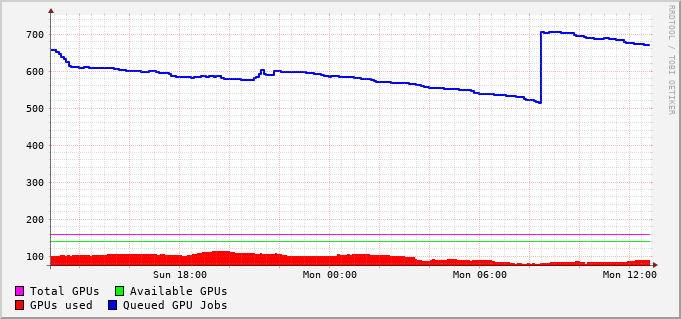 700
600
500
400
300
200
100
Sun 18:00 Mon 00:00 Mon 06:00 Mon 12:00
Total GPUs Available GPUs
GPUs used Queued GPU Jobs
RRDTOOL / TOBI OETIKER